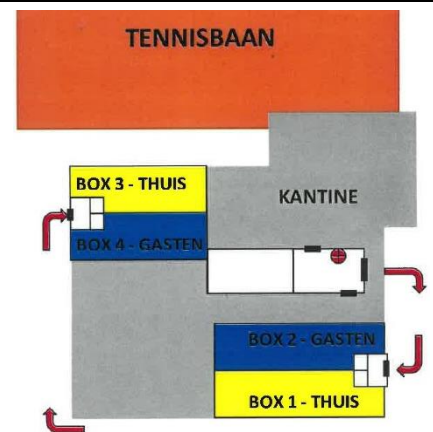 TENNISBAAN
BOX 3 - THUIS
KANTINE
BOX 4 - GASTEN
BOX 2 - GASTEN
BOX 1 - THUIS